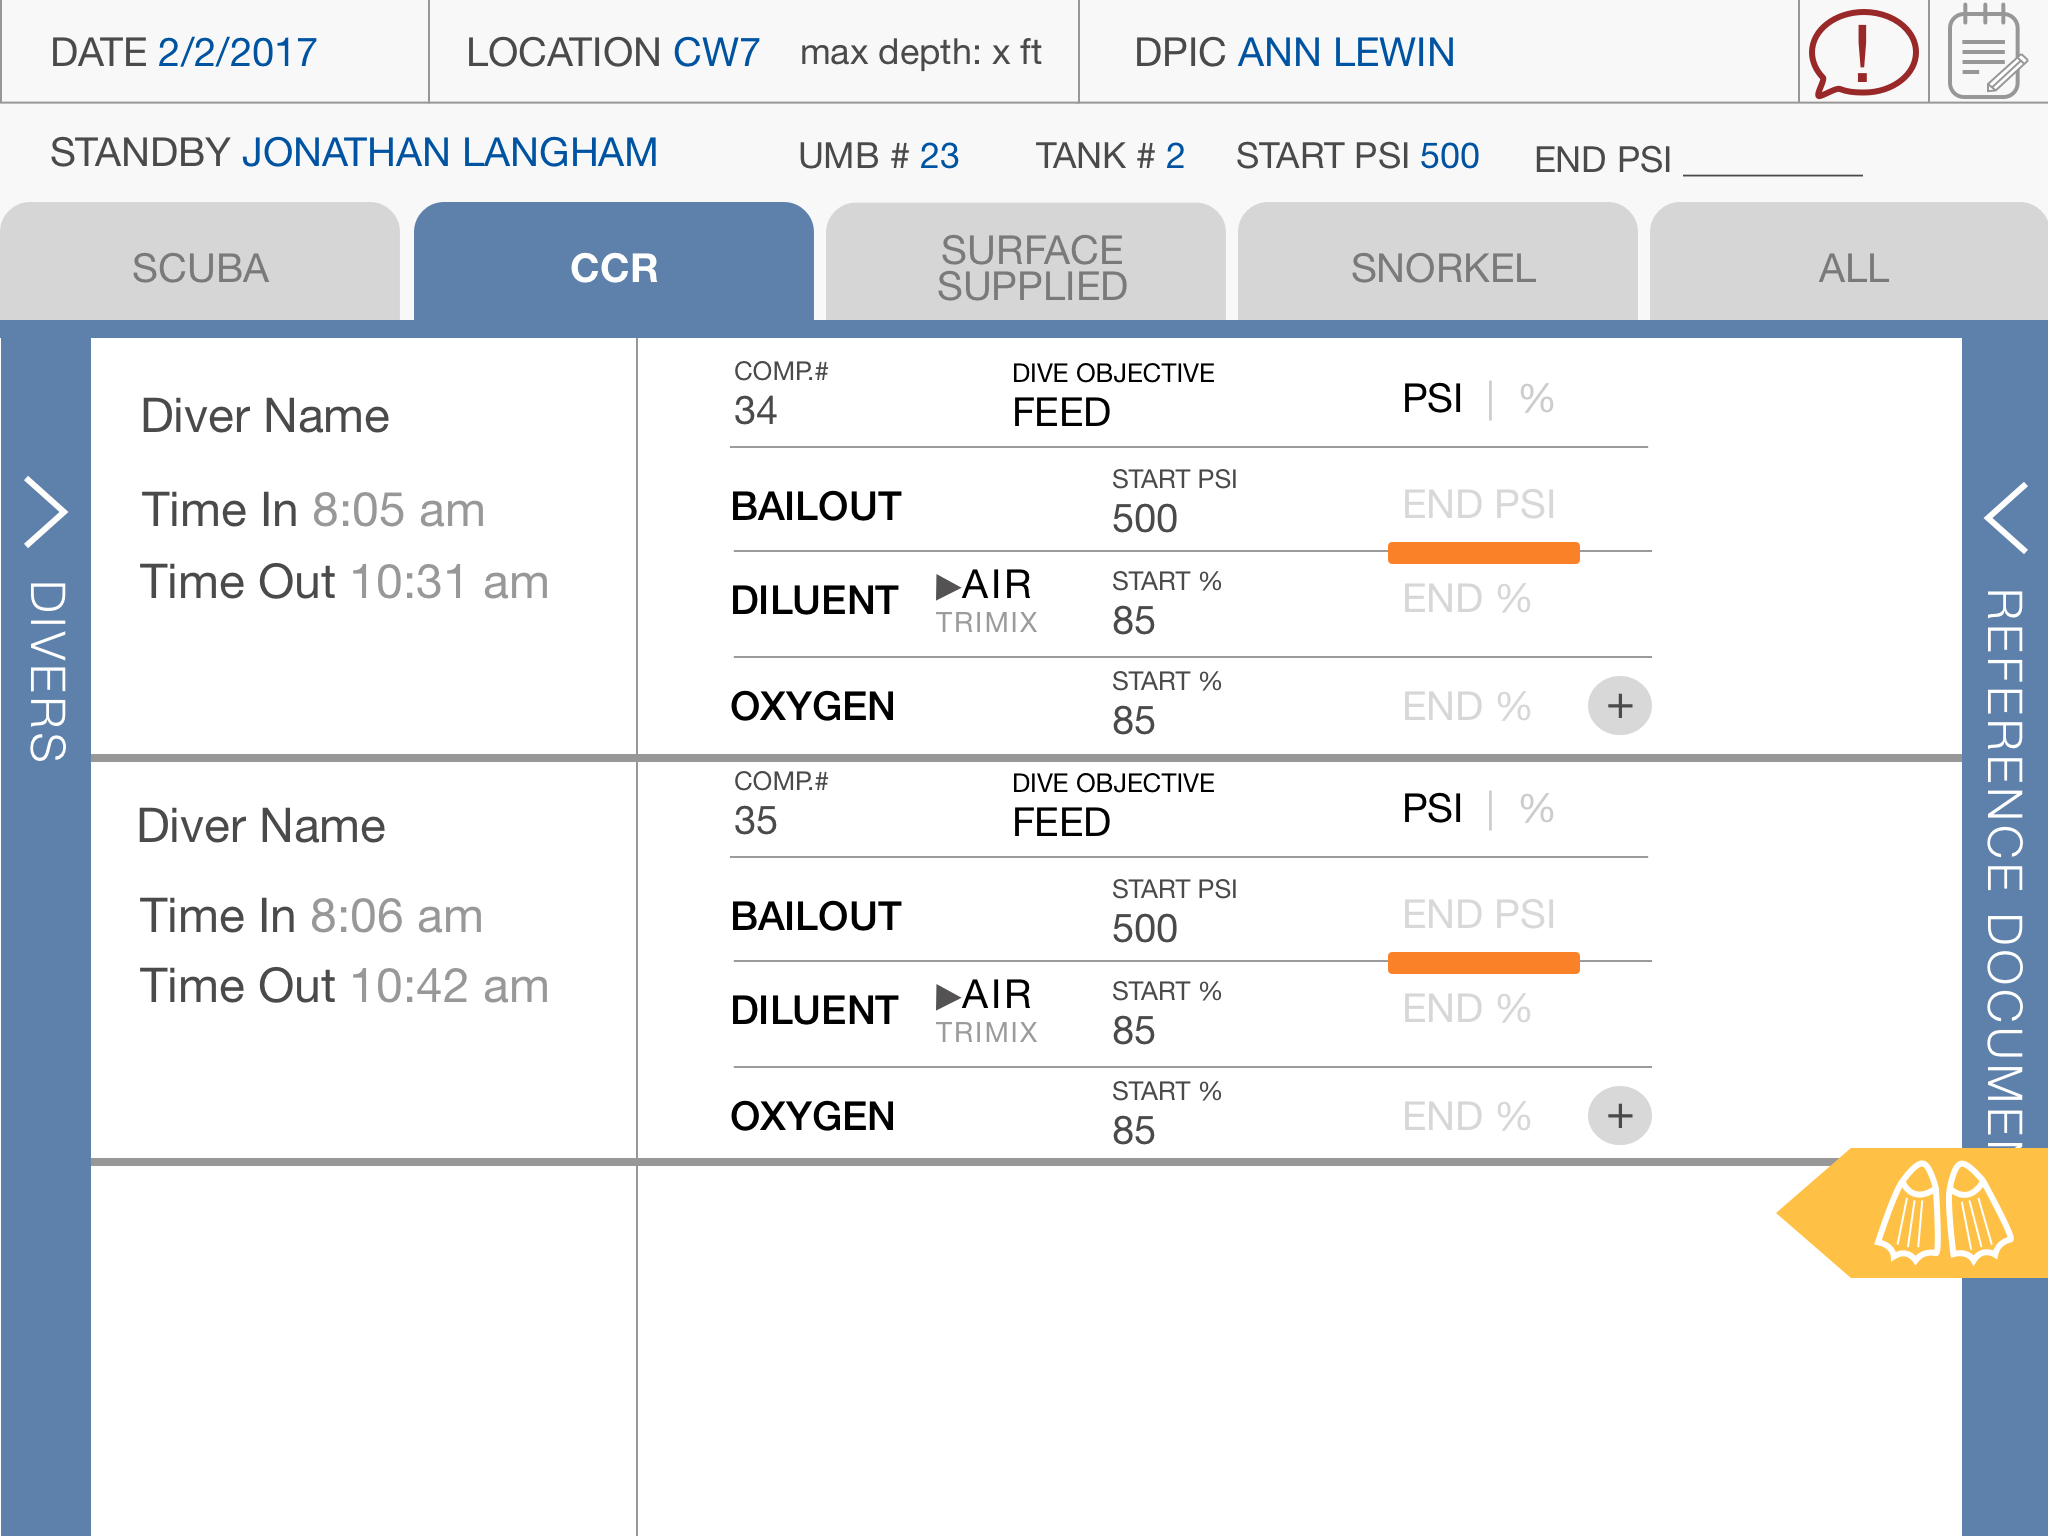 DATE 2/2/2017
LOCATION CW7 max depth: x ft
DPIC ANN LEWIN
!
STANDBY JONATHAN LANGHAM UMB # 23 TANK # 2 START PSI 500 END PSI
SCUBA
CCR
SURFACE
SUPPLIED
SNORKEL
ALL
DIVERS
Diver Name
Time In 8:05 am
Time Out 10:31 am
COMP.#
34
DIVE OBJECTIVE
FEED
PSI | %
BAILOUT
START PSI
500
END PSI
DILUENT
▶AIR
TRIMIX
START %
85
END %
OXYGEN
START %
85
END %
+
Diver Name
Time In 8:06 am
Time Out 10:42 am
COMP.#
35
DIVE OBJECTIVE
FEED
PSI | %
BAILOUT
START PSI
500
END PSI
DILUENT
▶AIR
TRIMIX
START %
85
END %
OXYGEN
START %
85
END %
+
REFERENCE DOCUMEN